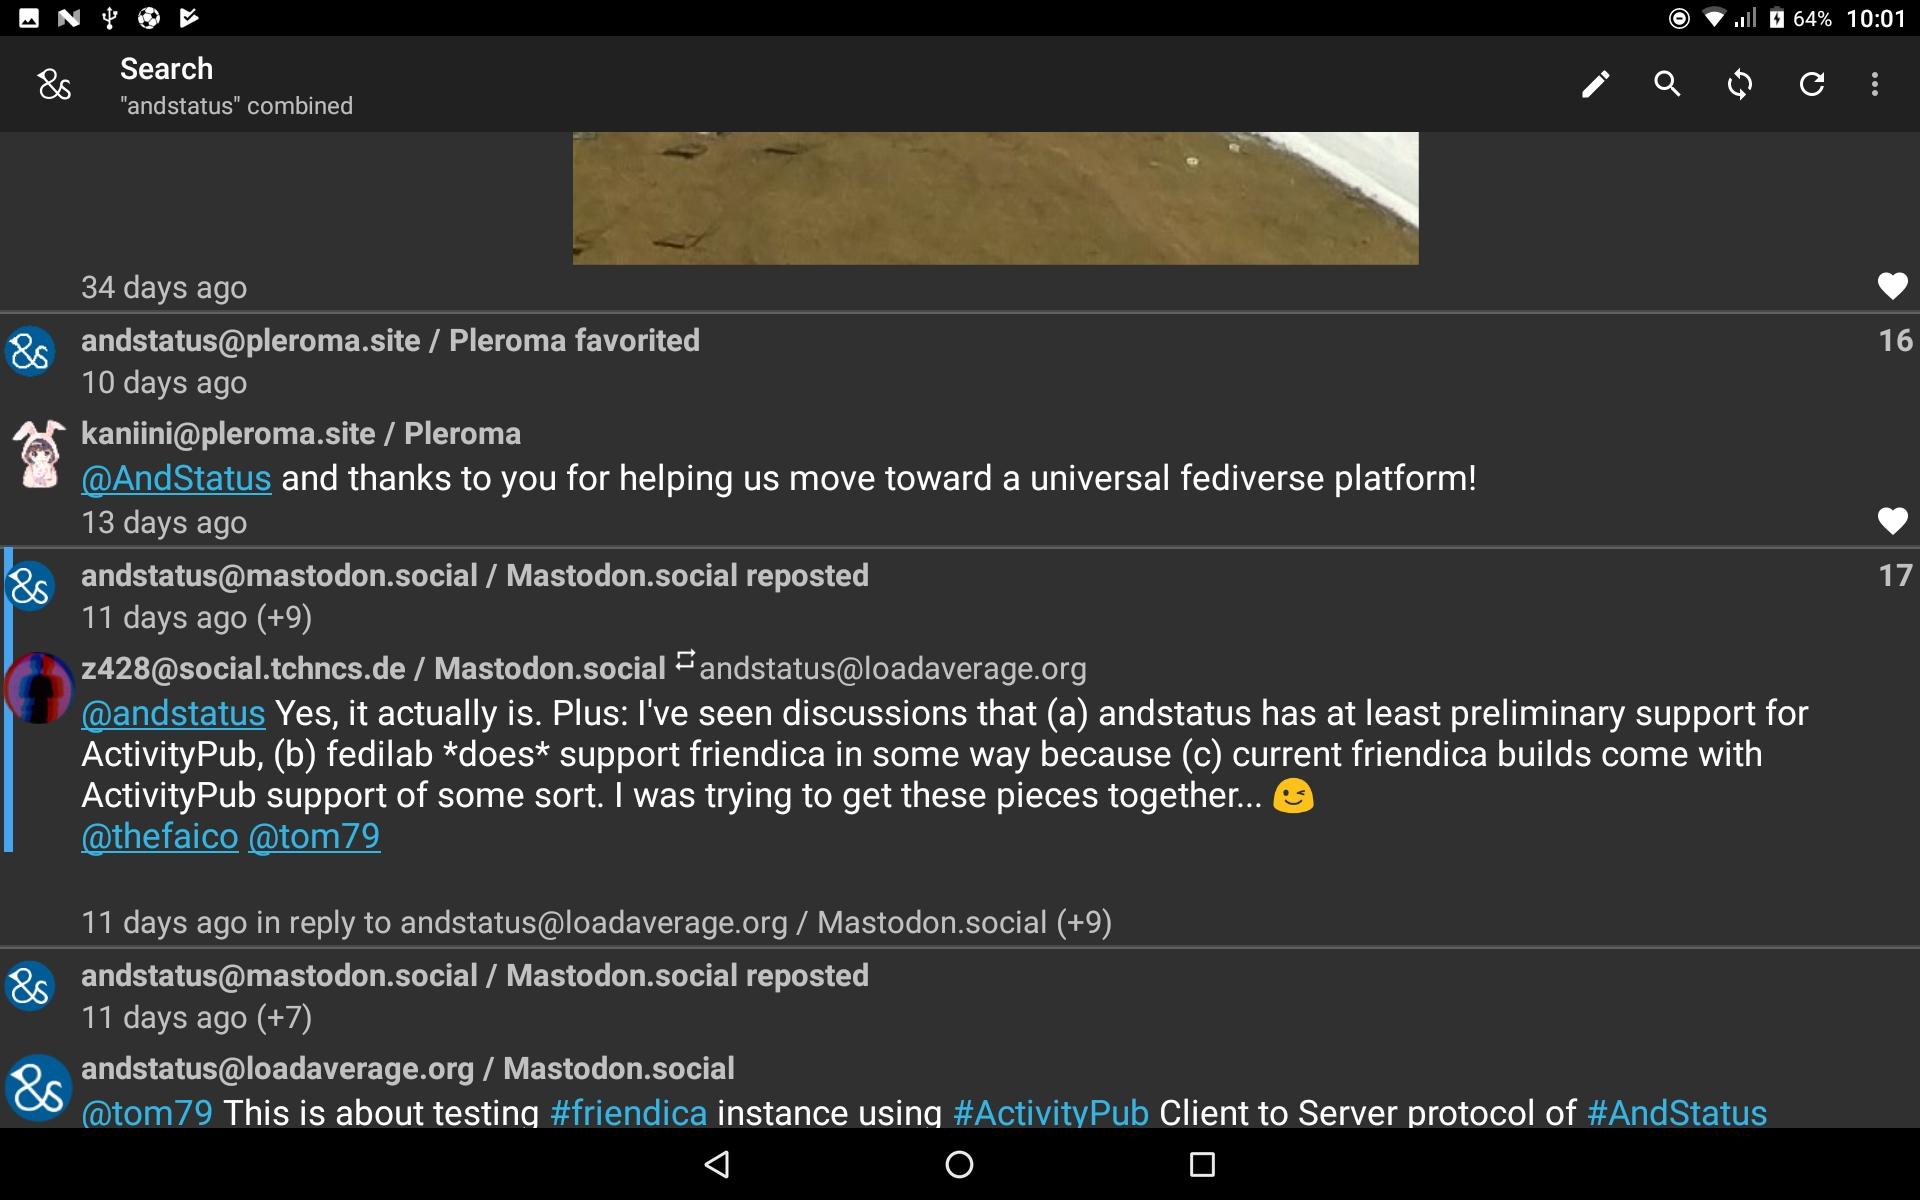 64% 10:01
Search
"andstatus" combined
34 days ago
andstatus@pleroma.site / Pleroma favorited 16
10 days ago
kaniini@pleroma.site / Pleroma
@AndStatus and thanks to you for helping us move toward a universal fediverse platform!
13 days ago
andstatus@mastodon.social / Mastodon.social reposted 17
11 days ago (+9)
z428@social.tchncs.de / Mastodon.social andstatus@loadaverage.org
@andstatus Yes, it actually is. Plus: I've seen discussions that (a) andstatus has at least preliminary support for
ActivityPub, (b) fedilab *does* support friendica in some way because (c) current friendica builds come with
ActivityPub support of some sort. I was trying to get these pieces together... 😉
@thefaico @tom79
11 days ago in reply to andstatus@loadaverage.org / Mastodon.social (+9)
andstatus@mastodon.social / Mastodon.social reposted
11 days ago (+7)
andstatus@loadaverage.org / Mastodon.social
@tom79 This is about testing #friendica instance using #ActivityPub Client to Server protocol of #AndStatus